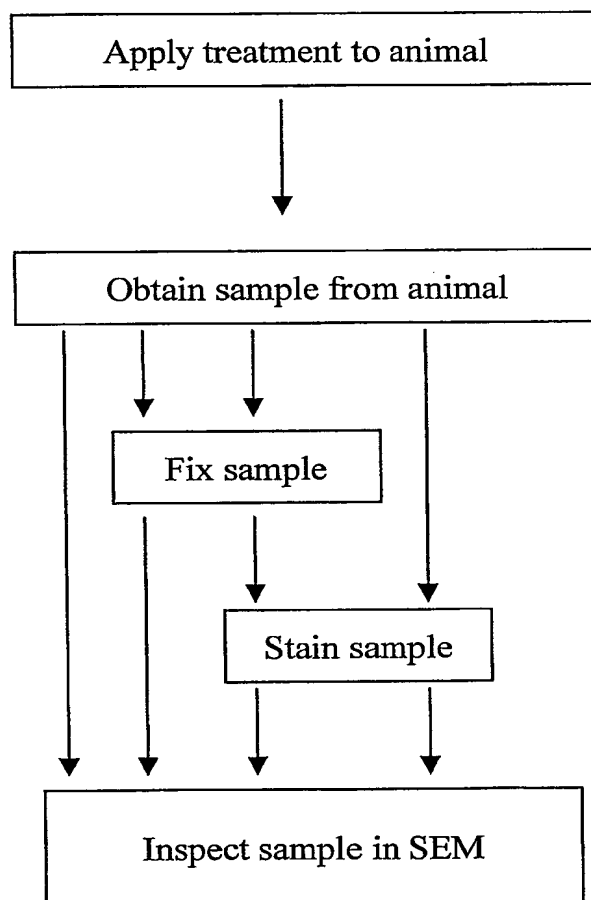 Apply treatment to animal
Obtain sample from animal
Fix sample
Stain sample
Inspect sample in SEM